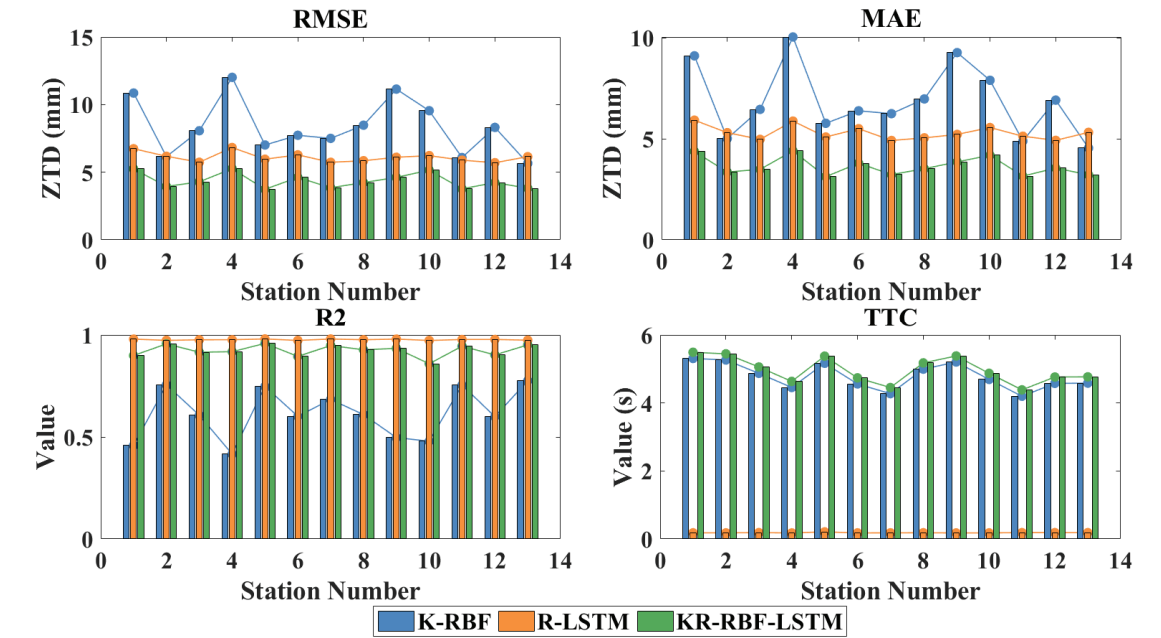 RMSE
MAE
15
10
5
0
ZTD (mm)
0 2 4 6 8 10 12 14
Station Number
10
5
0
ZTD (mm)
0 2 4 6 8 10 12 14
Station Number
R2
TTC
1
0.5
0
Value
0 2 4 6 8 10 12 14
Station Number
6
4
2
0
Value (s)
0 2 4 6 8 10 12 14
Station Number
K-RBF R-LSTM KR-RBF-LSTM